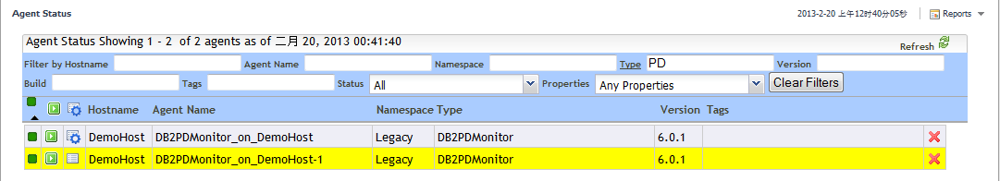 Agent Status 2013-2-20 上午12时40分05秒 Reports
Agent Status Showing 1 - 2 of 2 agents as of 二月 20, 2013 00:41:40 Refresh
Filter by Hostname Agent Name Namespace Type PD Version
Build Tags Status All Properties Any Properties Clear Filters
Hostname Agent Name Namespace Type Version Tags
DemoHost DB2PDMonitor_on_DemoHost Legacy DB2PDMonitor 6.0.1
DemoHost DB2PDMonitor_on_DemoHost-1 Legacy DB2PDMonitor 6.0.1